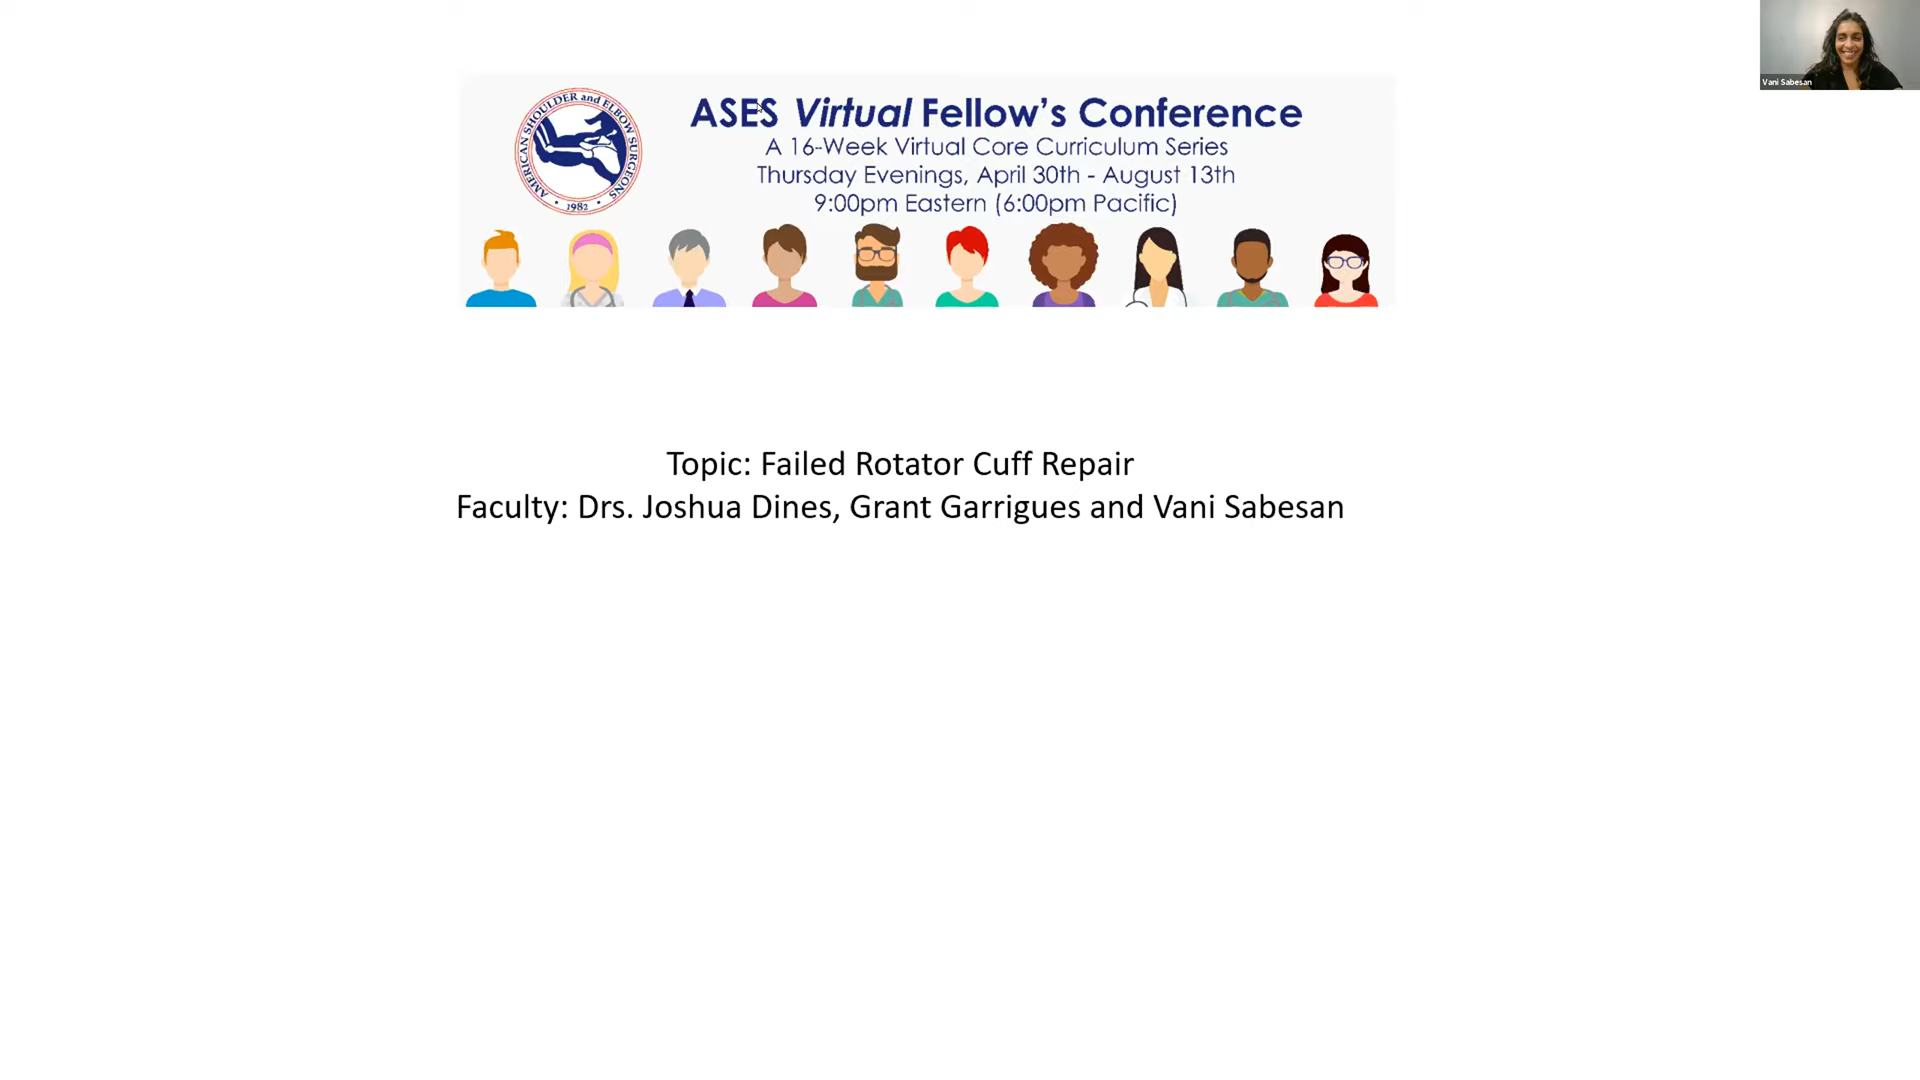 AMERICAN SHOULDER and ELBOW SURGEONS
• 1982 •
ASES Virtual Fellow's Conference
A 16-Week Virtual Core Curriculum Series
Thursday Evenings, April 30th - August 13th
9:00pm Eastern (6:00pm Pacific)
Vani Sabesan
Topic: Failed Rotator Cuff Repair
Faculty: Drs. Joshua Dines, Grant Garrigues and Vani Sabesan